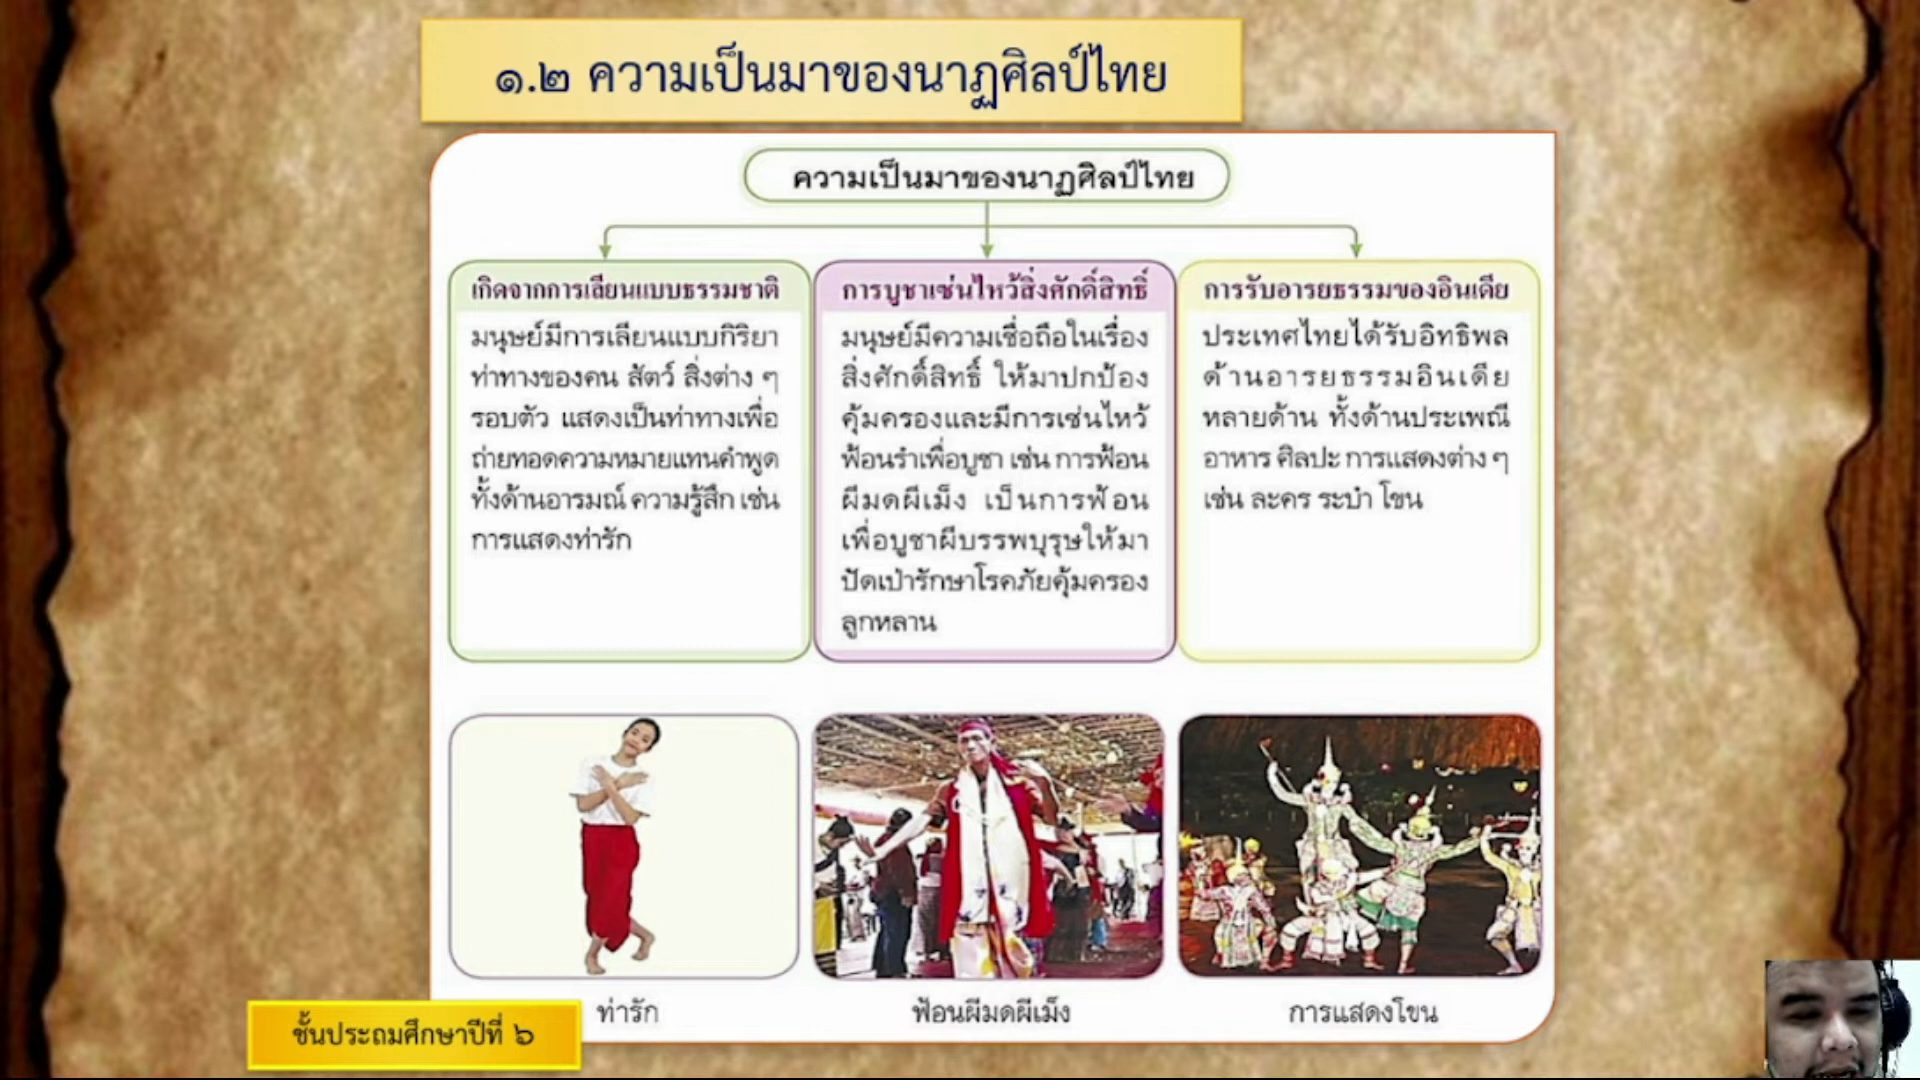 ๑.๒ ความเป็นมาของนาฏศิลป์ไทย
ความเป็นมาของนาฏศิลป์ไทย
เกิดจากการเลียนแบบธรรมชาติ
มนุษย์มีการเลียนแบบกิริยา
ท่าทางของคน สัตว์ สิ่งต่าง ๆ
รอบตัว แสดงเป็นท่าทางเพื่อ
ถ่ายทอดความหมายแทนคำพูด
ทั้งด้านอารมณ์ ความรู้สึก เช่น
การแสดงท่ารัก
การบูชาเซ่นไหว้สิ่งศักดิ์สิทธิ์
มนุษย์มีความเชื่อถือในเรื่อง
สิ่งศักดิ์สิทธิ์ ให้มาปกป้อง
คุ้มครองและมีการเซ่นไหว้
ฟ้อนรำเพื่อบูชา เช่น การฟ้อน
ผีมดผีเม็ง เป็นการฟ้อน
เพื่อบูชาผีบรรพบุรุษให้มา
ปัดเป่ารักษาโรคภัยคุ้มครอง
ลูกหลาน
การรับอารยธรรมของอินเดีย
ประเทศไทยได้รับอิทธิพล
ด้านอารยธรรมอินเดีย
หลายด้าน ทั้งด้านประเพณี
อาหาร ศิลปะ การแสดงต่าง ๆ
เช่น ละคร ระบำ โขน
ท่ารัก
ฟ้อนผีมดผีเม็ง
การแสดงโขน
ชั้นประถมศึกษาปีที่ ๖